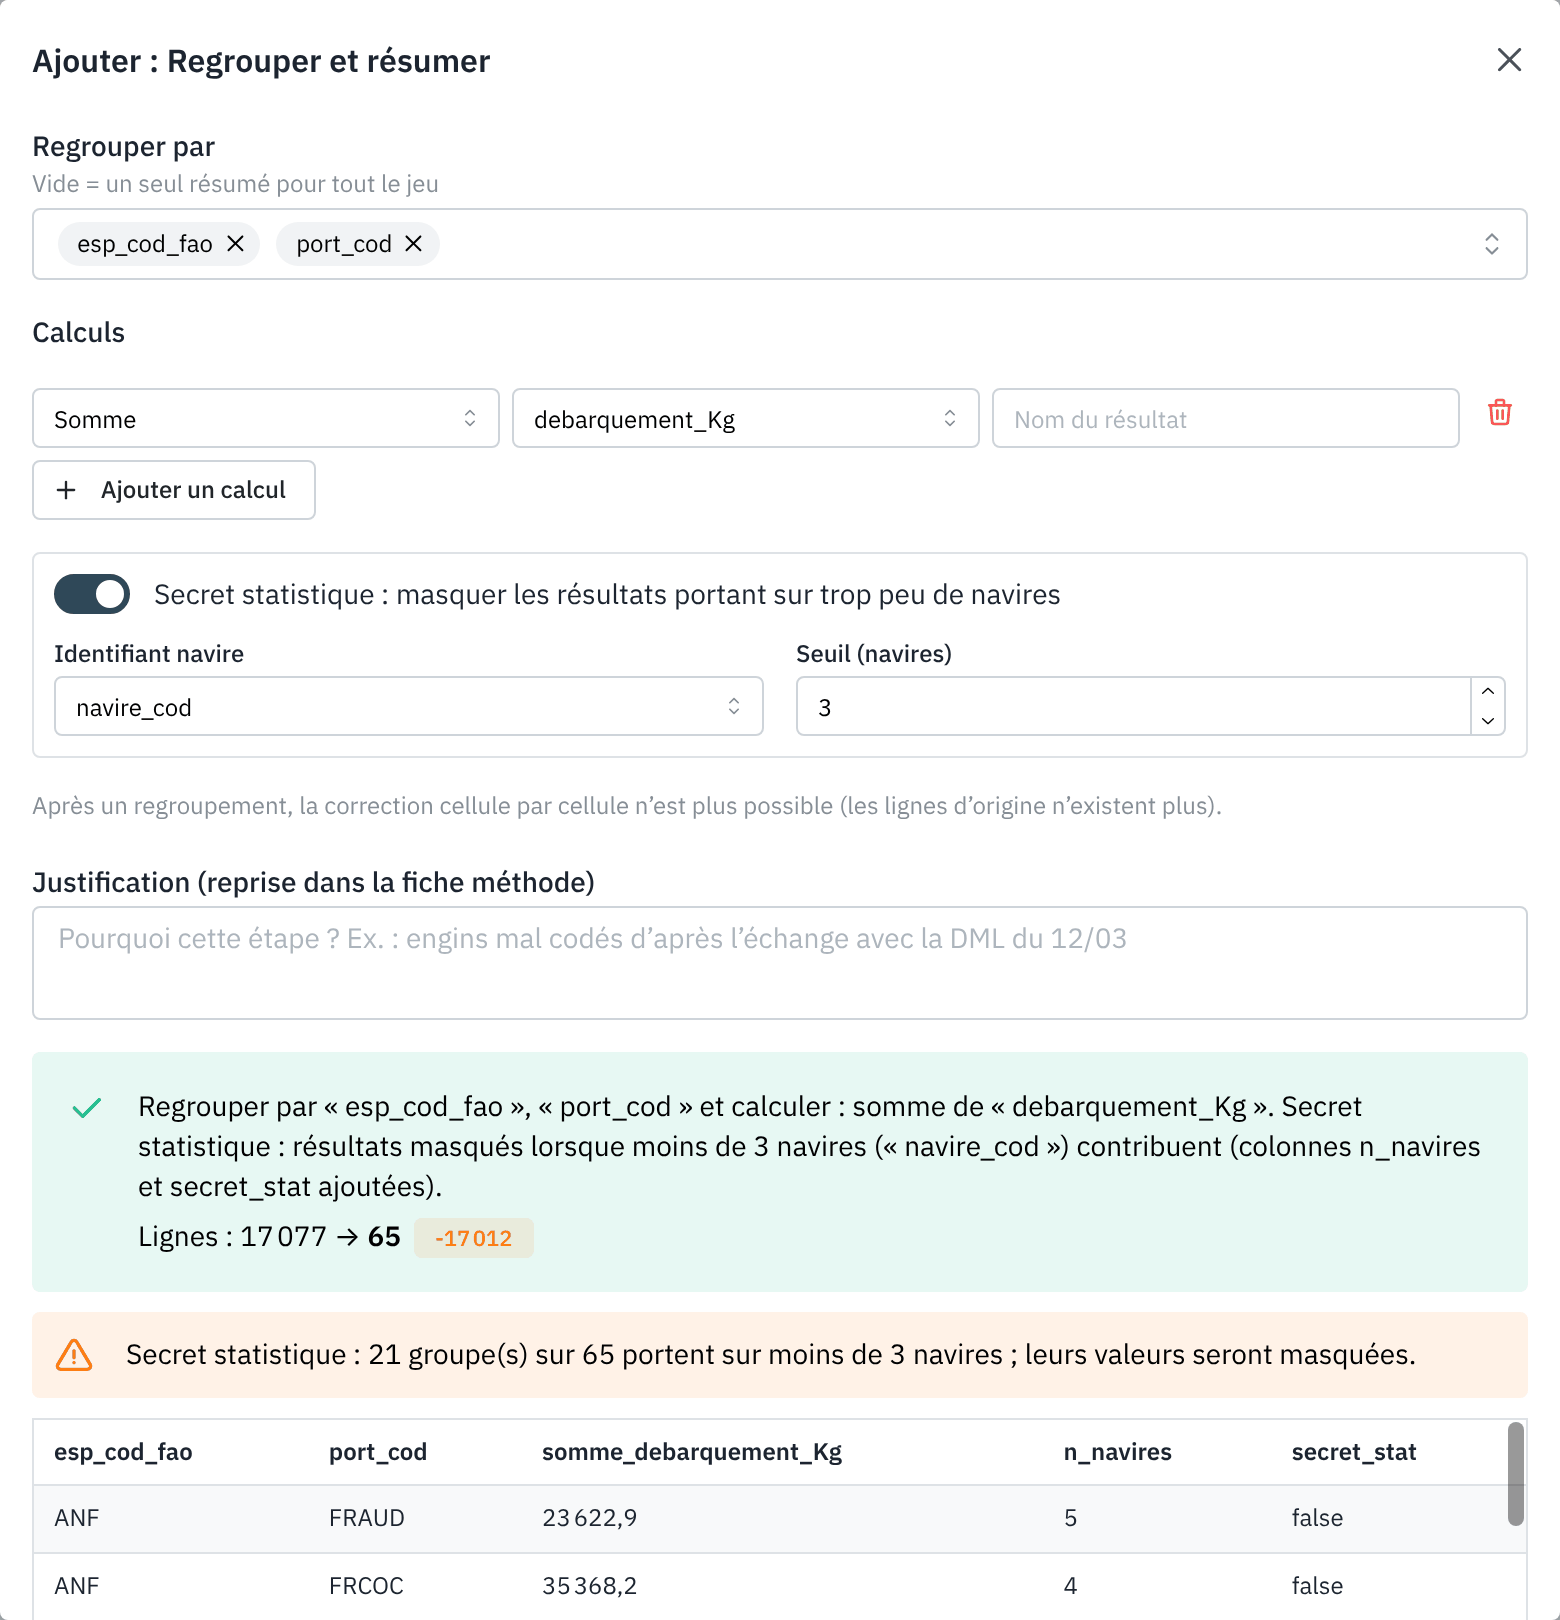 Ajouter : Regrouper et résumer
Regrouper par
Vide = un seul résumé pour tout le jeu
esp_cod_fao port_cod
Calculs
Somme debarquement_Kg Nom du résultat
Ajouter un calcul
Secret statistique : masquer les résultats portant sur trop peu de navires
Identifiant navire Seuil (navires)
navire_cod 3
Après un regroupement, la correction cellule par cellule n’est plus possible (les lignes d’origine n’existent plus).
Justification (reprise dans la fiche méthode)
Pourquoi cette étape ? Ex. : engins mal codés d’après l’échange avec la DML du 12/03
Regrouper par « esp_cod_fao », « port_cod » et calculer : somme de « debarquement_Kg ». Secret
statistique : résultats masqués lorsque moins de 3 navires (« navire_cod ») contribuent (colonnes n_navires
et secret_stat ajoutées).
Lignes : 17 077 → 65 -17 012
Secret statistique : 21 groupe(s) sur 65 portent sur moins de 3 navires ; leurs valeurs seront masquées.
esp_cod_fao port_cod somme_debarquement_Kg n_navires secret_stat
ANF FRAUD 23 622,9 5 false
ANF FRCOC 35 368,2 4 false